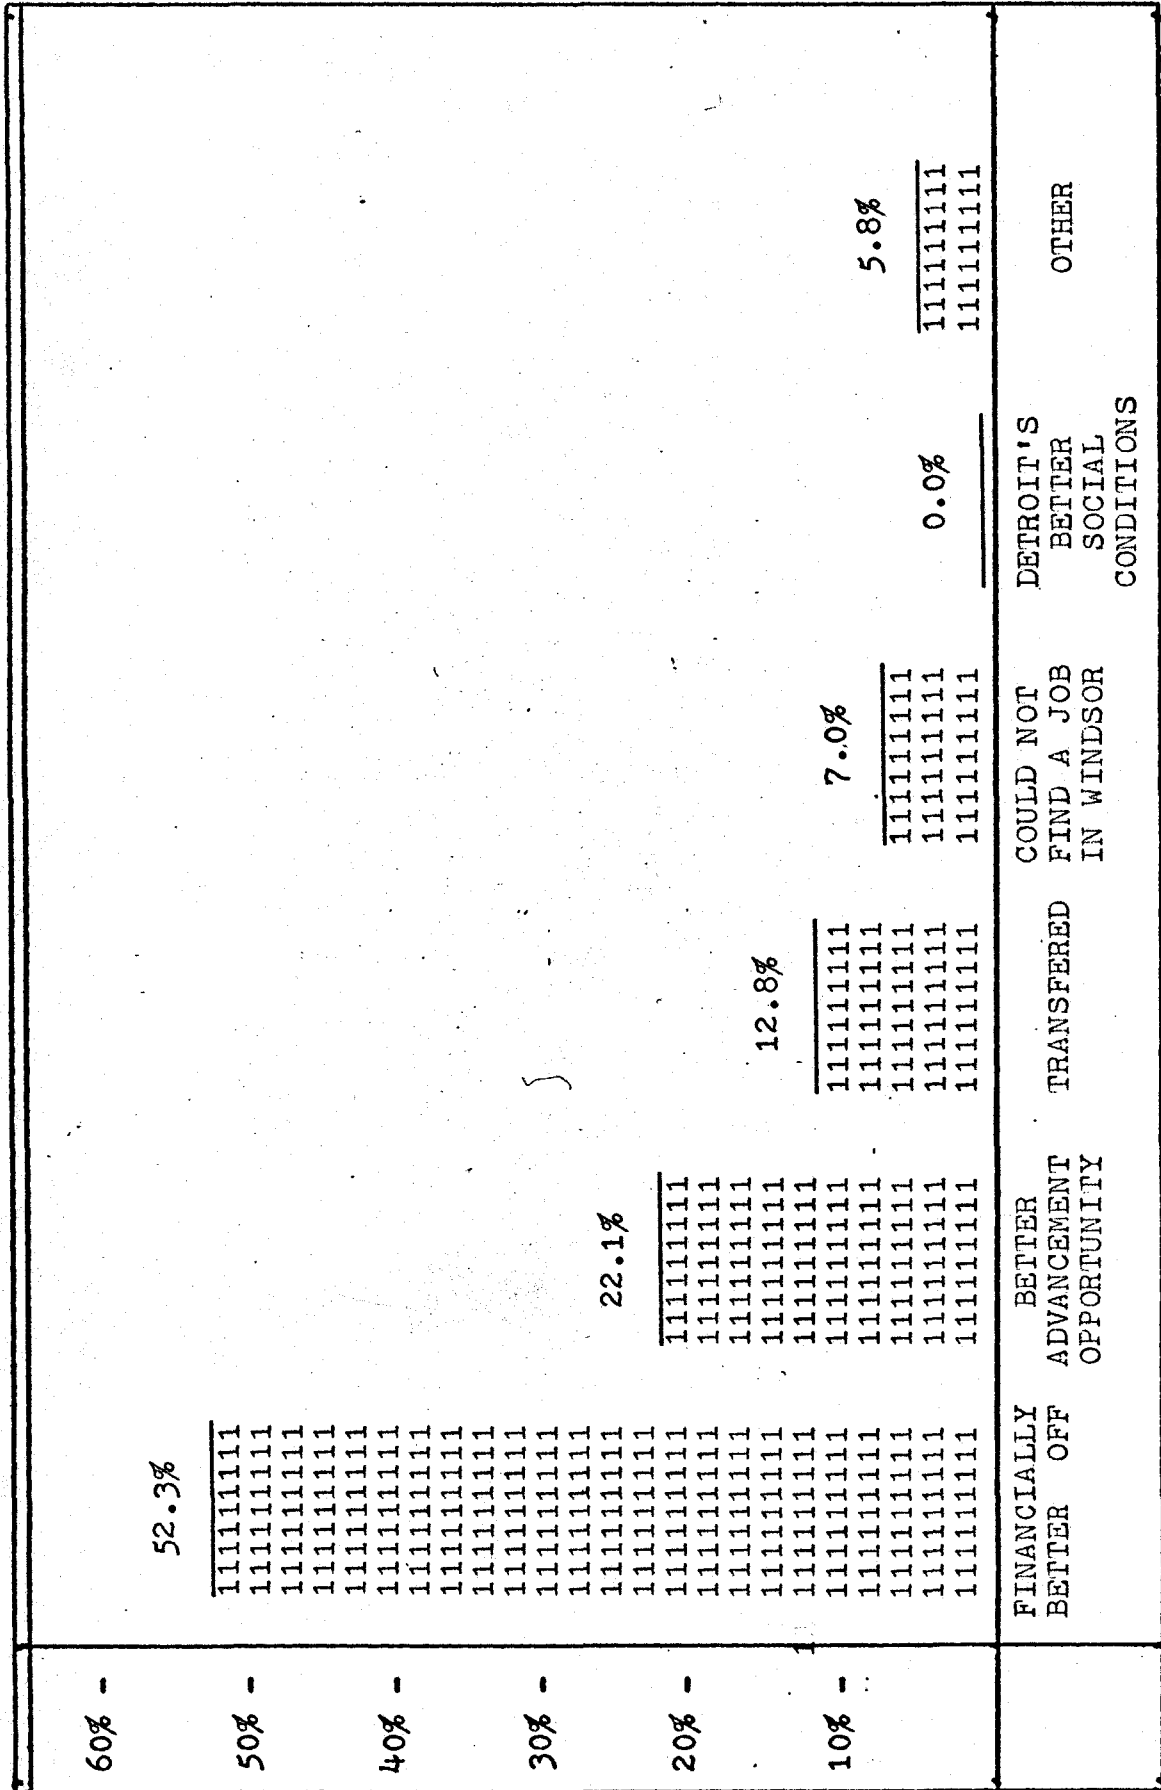 60% -
52.3%
50% -
40% -
30% -
22.1%
20% -
12.8%
10% -
7.0%
0.0%
5.8%
FINANCIALLY
BETTER OFF
BETTER
ADVANCEMENT
OPPORTUNITY
TRANSFERED
COULD NOT
FIND A JOB
IN WINDSOR
DETROIT'S
BETTER
SOCIAL
CONDITIONS
OTHER